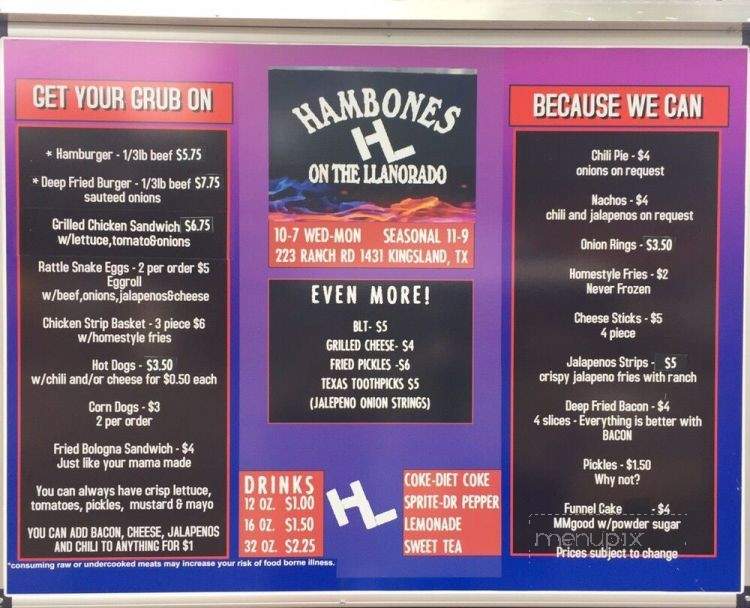 GET YOUR GRUB ON
* Hamburger - 1/3lb beef $5.75
* Deep Fried Burger - 1/3lb beef $7.75
sauteed onions
Grilled Chicken Sandwich $6.75
w/lettuce,tomato&onions
Rattle Snake Eggs - 2 per order $5
Eggroll
w/beef,onions,jalapenos&cheese
Chicken Strip Basket - 3 piece $6
w/homestyle fries
Hot Dogs - $3.50
w/chili and/or cheese for $0.50 each
Corn Dogs - $3
2 per order
Fried Bologna Sandwich - $4
Just like your mama made
You can always have crisp lettuce,
tomatoes, pickles, mustard & mayo
YOU CAN ADD BACON, CHEESE, JALAPENOS
AND CHILI TO ANYTHING FOR $1
*consuming raw or undercooked meats may increase your risk of food borne illness.
HAMBONES
HL
ON THE LLANORADO
10-7 WED-MON SEASONAL 11-9
223 RANCH RD 1431 KINGSLAND, TX
EVEN MORE!
BLT- $5
GRILLED CHEESE- $4
FRIED PICKLES -$6
TEXAS TOOTHPICKS $5
(JALEPENO ONION STRINGS)
DRINKS
12 OZ. $1.00
16 OZ. $1.50
32 OZ. $2.25
HL
COKE-DIET COKE
SPRITE-DR PEPPER
LEMONADE
SWEET TEA
BECAUSE WE CAN
Chili Pie - $4
onions on request
Nachos - $4
chili and jalapenos on request
Onion Rings - $3.50
Homestyle Fries - $2
Never Frozen
Cheese Sticks - $5
4 piece
Jalapenos Strips - $5
crispy jalapeno fries with ranch
Deep Fried Bacon - $4
4 slices - Everything is better with
BACON
Pickles - $1.50
Why not?
Funnel Cake - $4
MMgood w/powder sugar
menupix
Prices subject to change